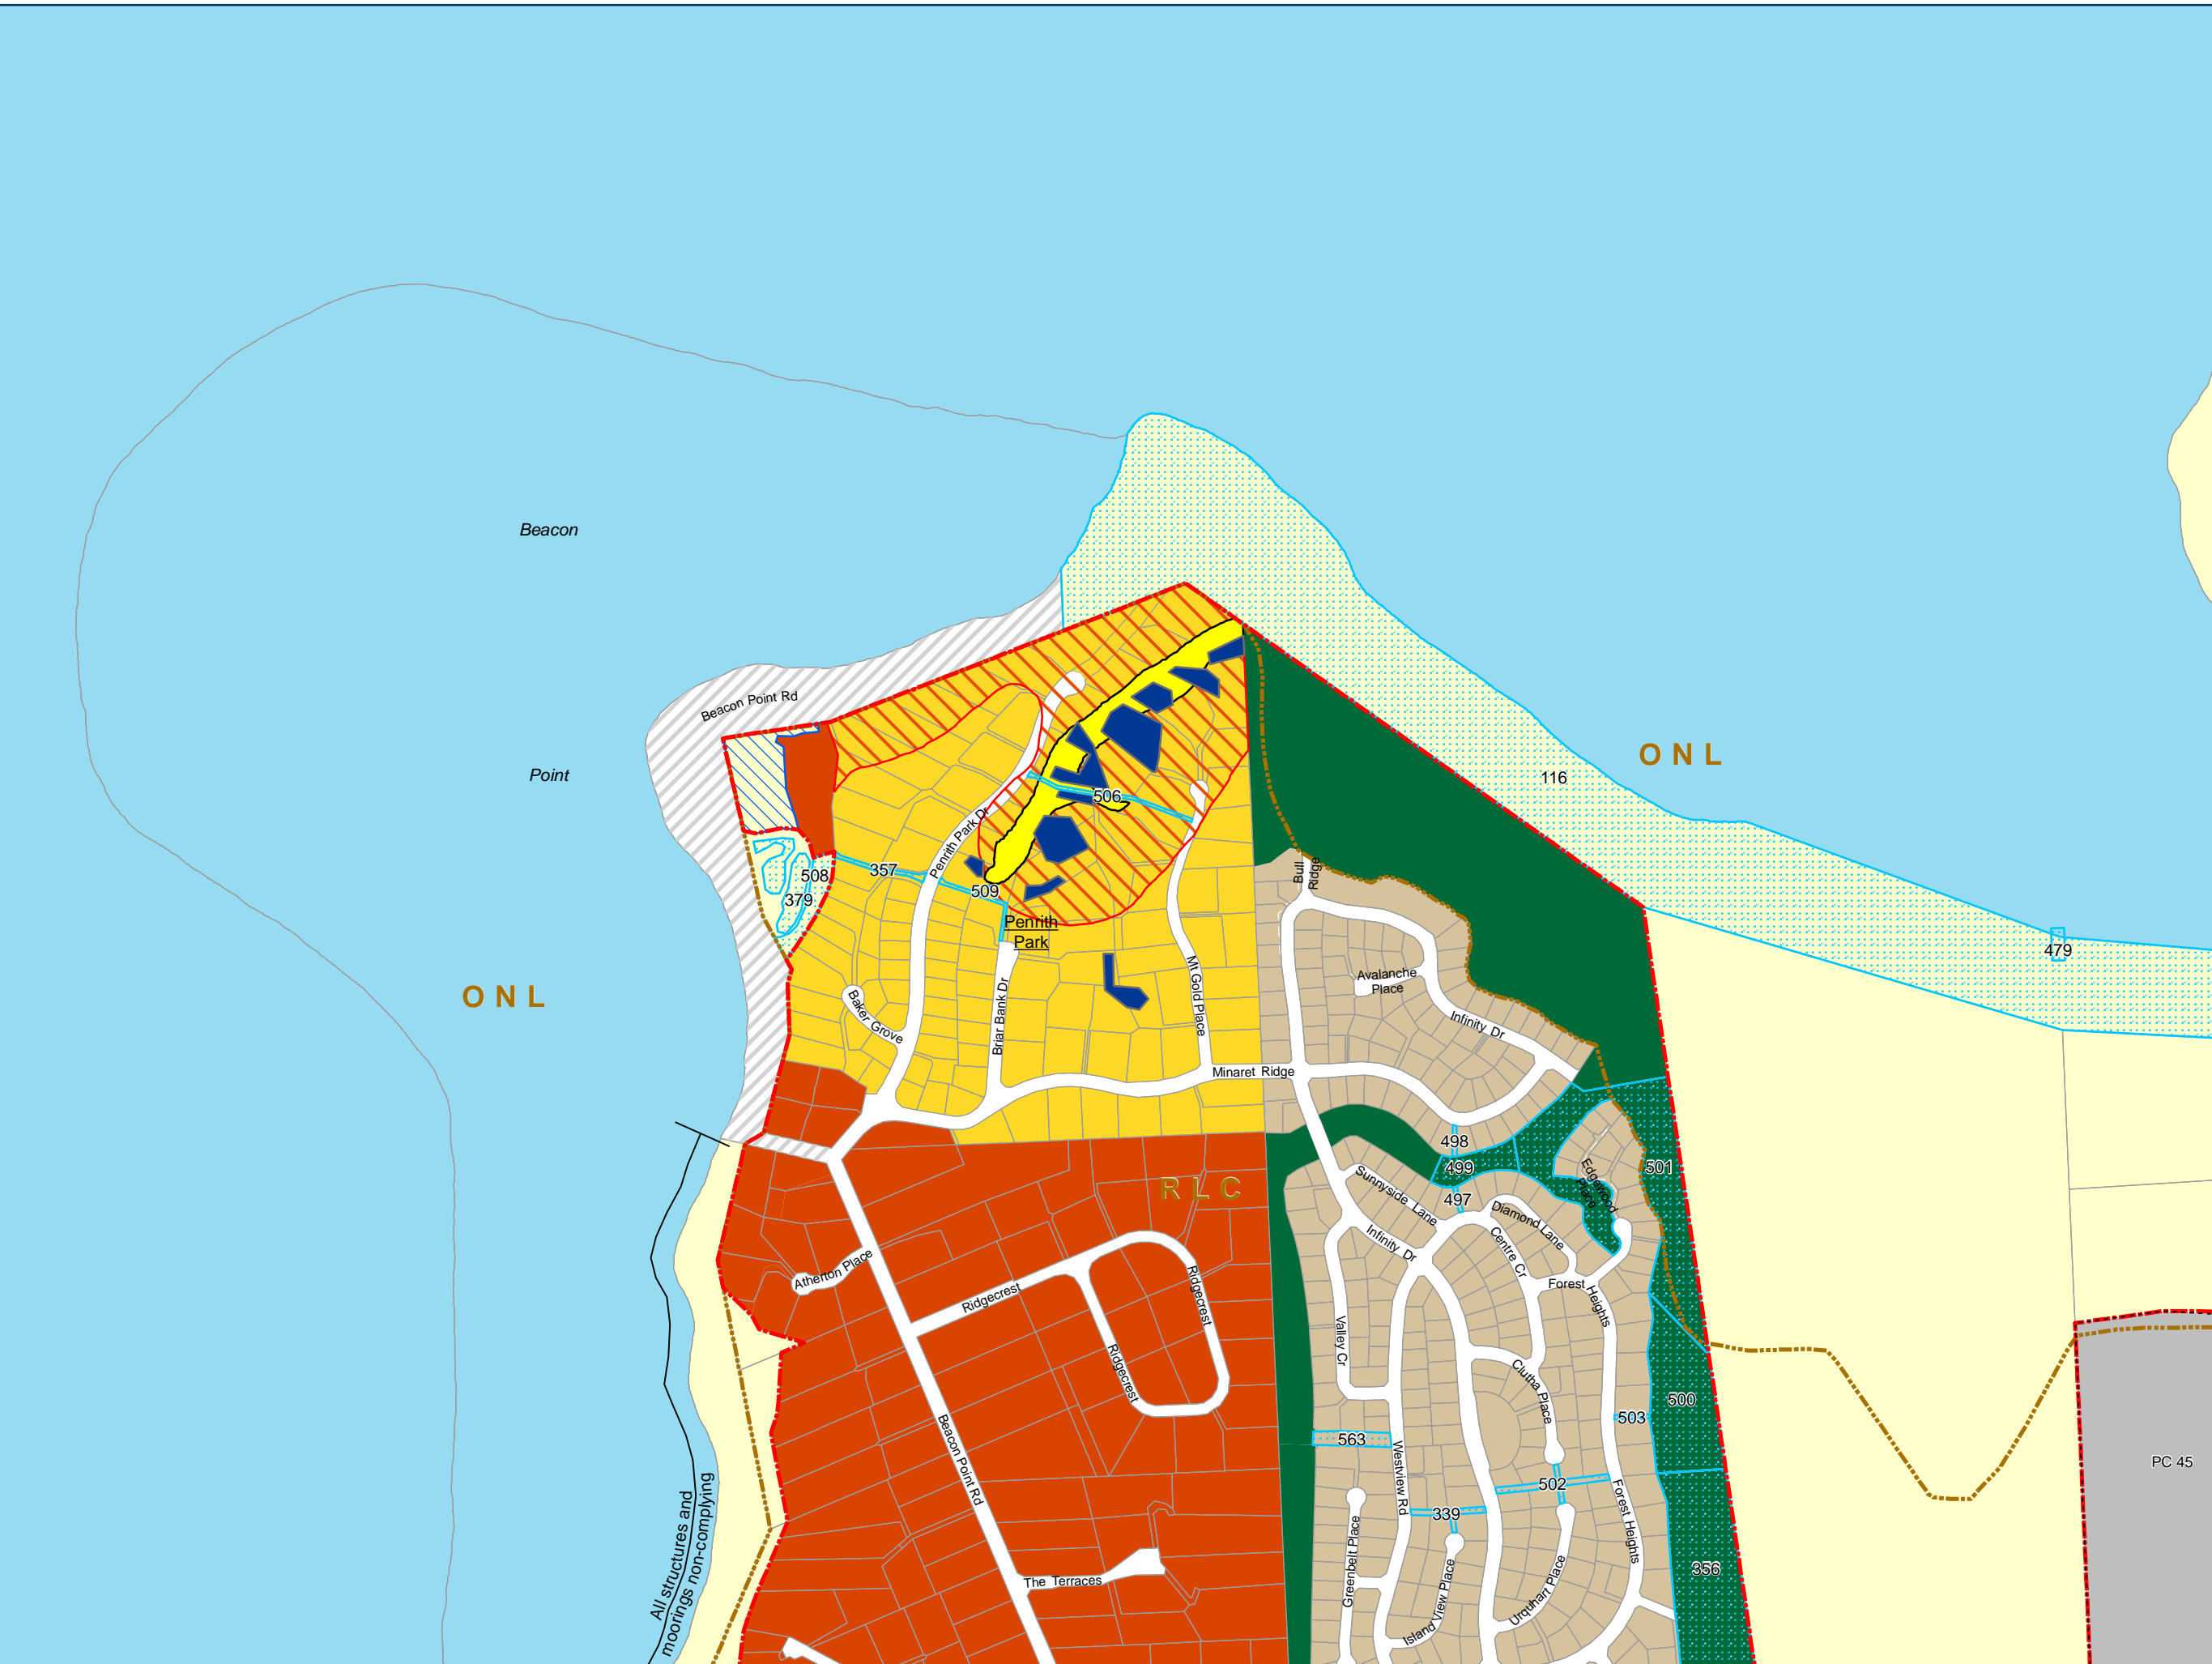 Beacon
Beacon Point Rd
ONL
116
Point
506
Penrith Park Dr
357
508
509
379
Bull
Ridge
Penrith
Park
479
Avalanche
Place
Mt Gold Place
ONL
Baker Grove
Briar Bank Dr
Infinity Dr
Minaret Ridge
498
499
501
Edgewood
Place
RLC
Sunnyside Lane
497
Diamond Lane
Infinity Dr
Centre Cr
Atherton Place
Forest Heights
Ridgecrest
Ridgecrest
Ridgecrest
Valley Cr
Clutha Place
500
503
563
Beacon Point Rd
Westview Rd
PC 45
502
339
Forest Heights
All structures and
moorings non-complying
Greenbelt Place
Island View Place
Urquhart Place
356
The Terraces